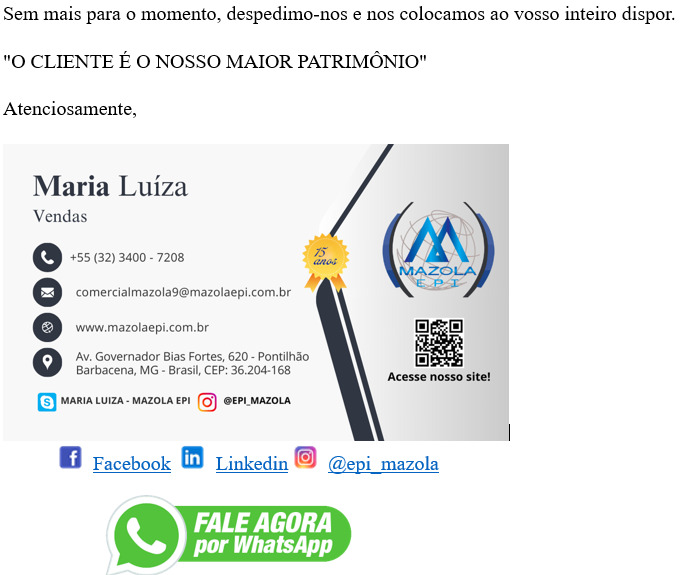 Sem mais para o momento, despedimo-nos e nos colocamos ao vosso inteiro dispor.
"O CLIENTE É O NOSSO MAIOR PATRIMÔNIO"
Atenciosamente,
Maria Luíza
Vendas
+55 (32) 3400 - 7208
comercialmazola9@mazolaepi.com.br
www.mazolaepi.com.br
Av. Governador Bias Fortes, 620 - Pontilhão
Barbacena, MG - Brasil, CEP: 36.204-168
MARIA LUIZA - MAZOLA EPI @EPI_MAZOLA
15 anos
MAZOLA
EPI
Acesse nosso site!
Facebook Linkedin @epi_mazola
FALE AGORA
por WhatsApp